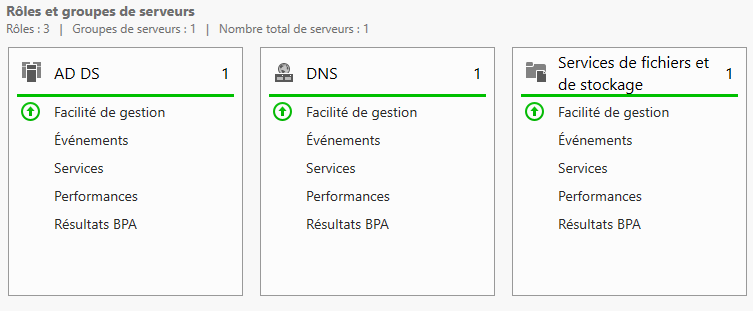 Rôles et groupes de serveurs
Rôles : 3 | Groupes de serveurs : 1 | Nombre total de serveurs : 1
AD DS 1
Facilité de gestion
Événements
Services
Performances
Résultats BPA
DNS 1
Facilité de gestion
Événements
Services
Performances
Résultats BPA
Services de fichiers et
de stockage 1
Facilité de gestion
Événements
Services
Performances
Résultats BPA